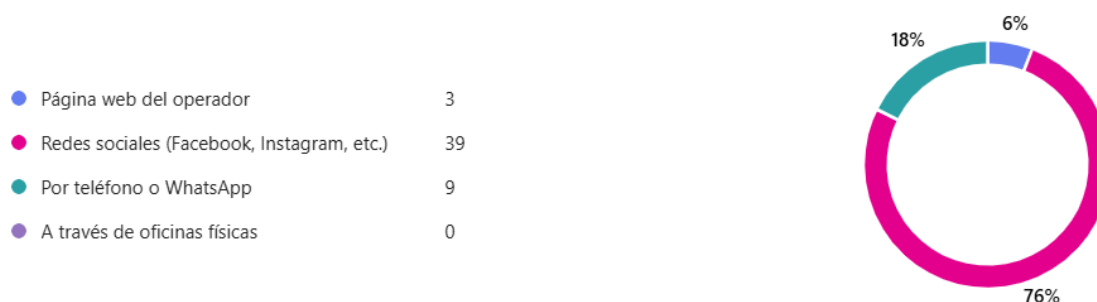 6%
18%
Página web del operador 3
Redes sociales (Facebook, Instagram, etc.) 39
Por teléfono o WhatsApp 9
A través de oficinas físicas 0
76%